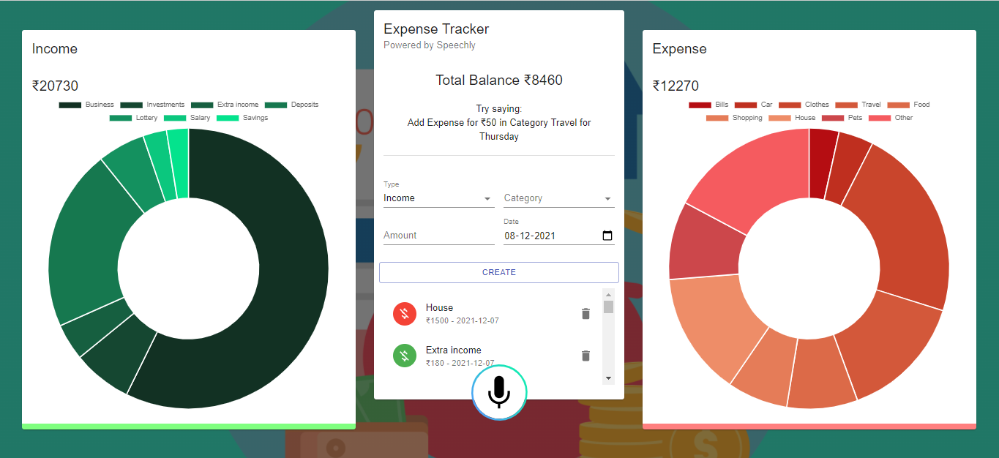 Income
₹20730
Business Investments Extra income Deposits
Lottery Salary Savings
Expense Tracker
Powered by Speechly
Total Balance ₹8460
Try saying:
Add Expense for ₹50 in Category Travel for
Thursday
Type
Income
Category
Amount
Date
08-12-2021
CREATE
House
₹1500 - 2021-12-07
Extra income
₹180 - 2021-12-07
Expense
₹12270
Bills Car Clothes Travel Food
Shopping House Pets Other